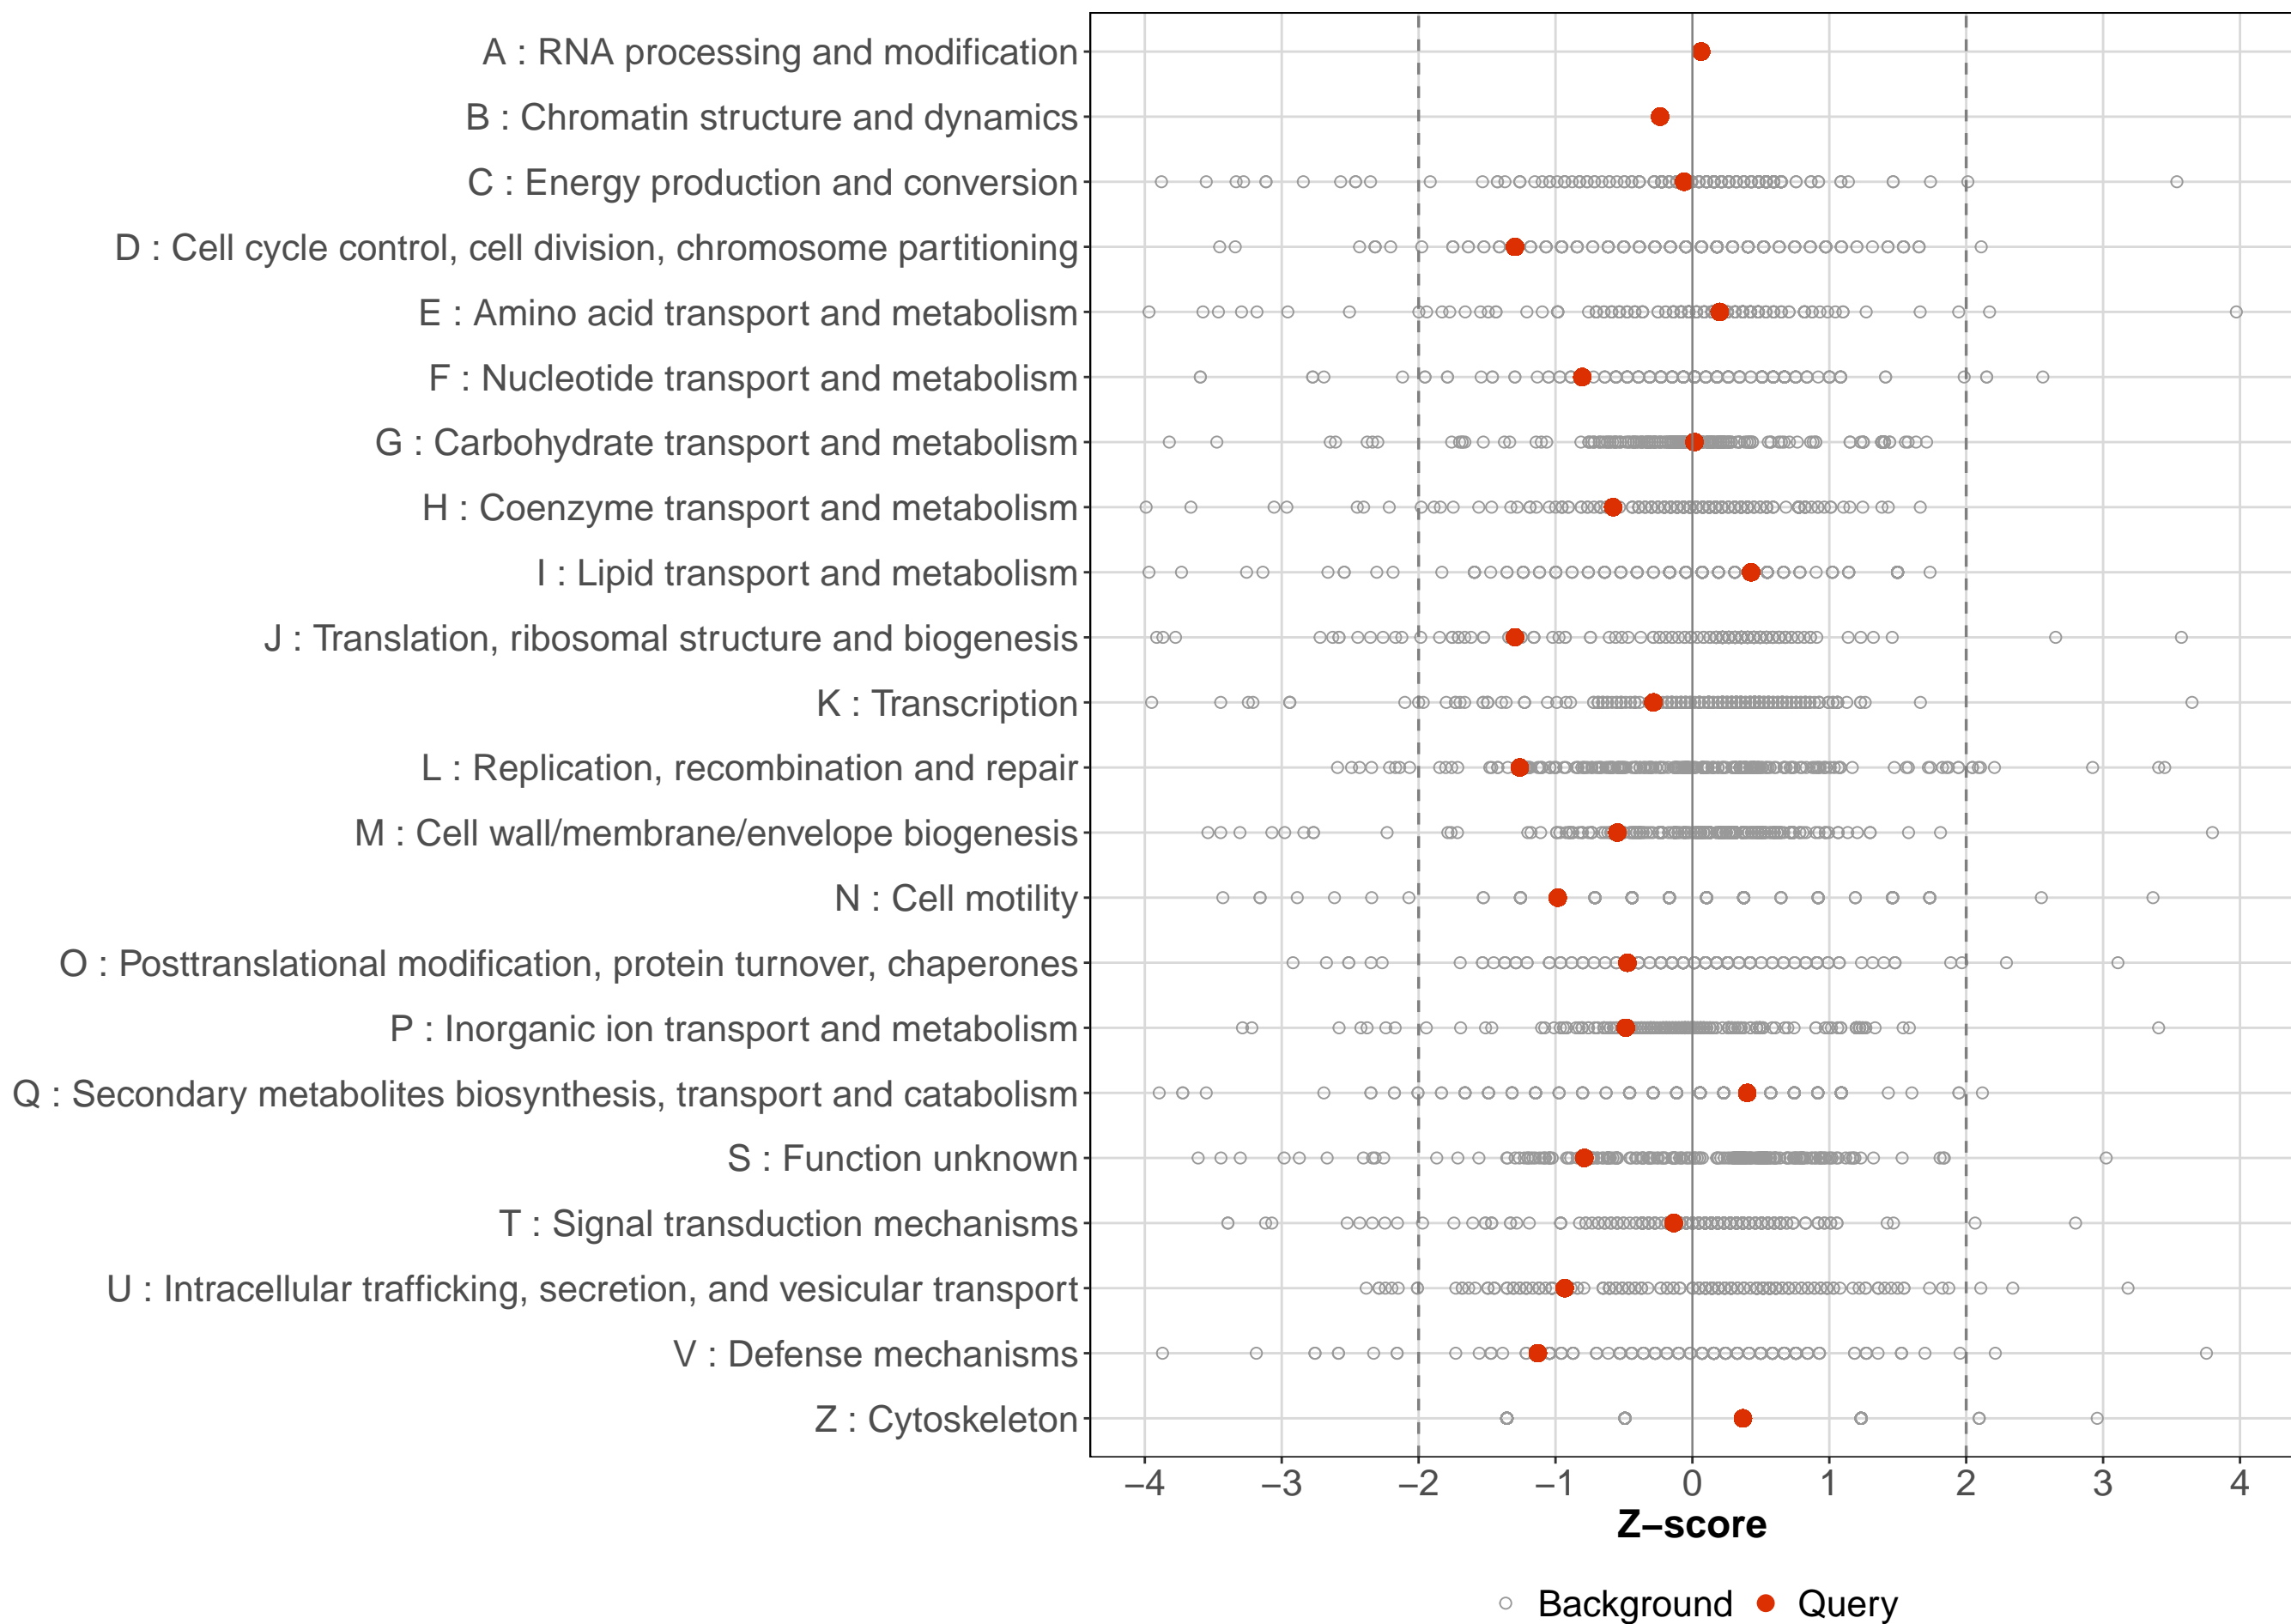 A : RNA processing and modification
B : Chromatin structure and dynamics
C : Energy production and conversion
D : Cell cycle control, cell division, chromosome partitioning
E : Amino acid transport and metabolism
F : Nucleotide transport and metabolism
G : Carbohydrate transport and metabolism
H : Coenzyme transport and metabolism
I : Lipid transport and metabolism
J : Translation, ribosomal structure and biogenesis
K : Transcription
L : Replication, recombination and repair
M : Cell wall/membrane/envelope biogenesis
N : Cell motility
O : Posttranslational modification, protein turnover, chaperones
P : Inorganic ion transport and metabolism
Q : Secondary metabolites biosynthesis, transport and catabolism
S : Function unknown
T : Signal transduction mechanisms
U : Intracellular trafficking, secretion, and vesicular transport
V : Defense mechanisms
Z : Cytoskeleton
−4 −3 −2 −1 0 1 2 3 4
Z−score
Background Query